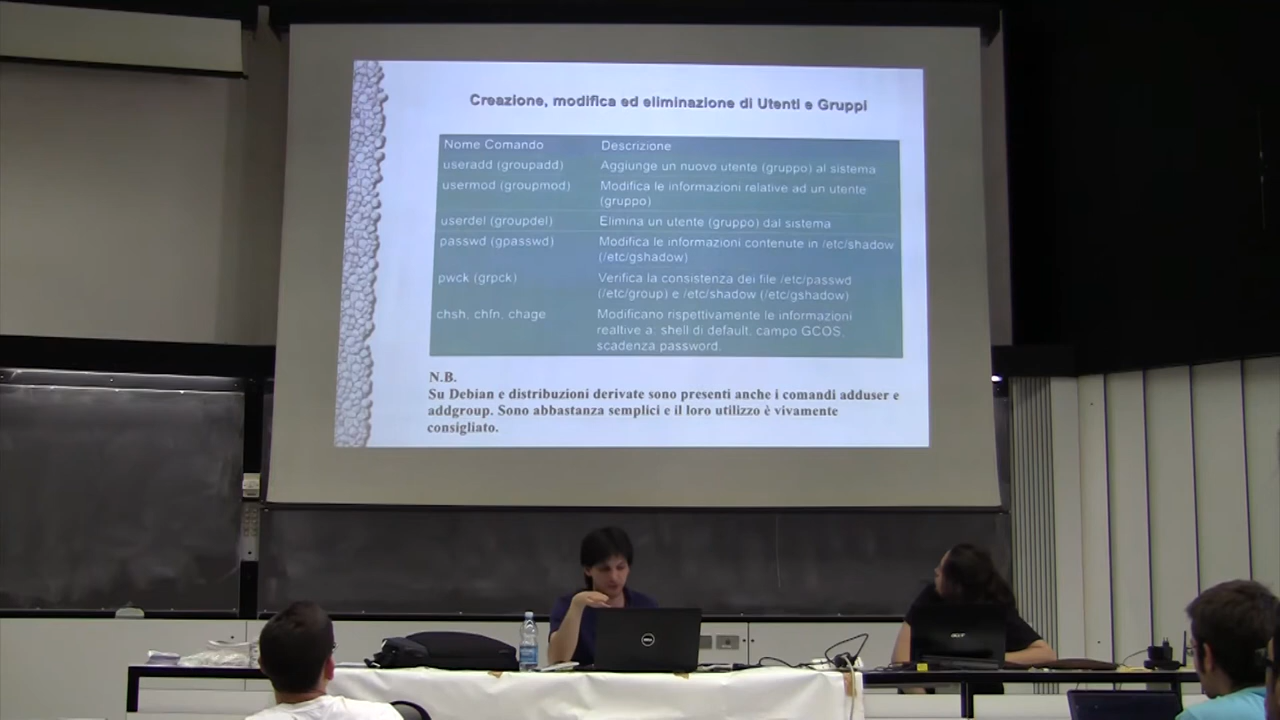 Creazione, modifica ed eliminazione di Utenti e Gruppi
Nome Comando Descrizione
useradd (groupadd) Aggiunge un nuovo utente (gruppo) al sistema
usermod (groupmod) Modifica le informazioni relative ad un utente
(gruppo)
userdel (groupdel) Elimina un utente (gruppo) dal sistema
passwd (gpasswd) Modifica le informazioni contenute in /etc/shadow
(/etc/gshadow)
pwck (grpck) Verifica la consistenza dei file /etc/passwd
(/etc/group) e /etc/shadow (/etc/gshadow)
chsh, chfn, chage Modificano rispettivamente le informazioni
realtive a: shell di default, campo GCOS,
scadenza password.
N.B.
Su Debian e distribuzioni derivate sono presenti anche i comandi adduser e
addgroup. Sono abbastanza semplici e il loro utilizzo è vivamente
consigliato.
DELL
acer